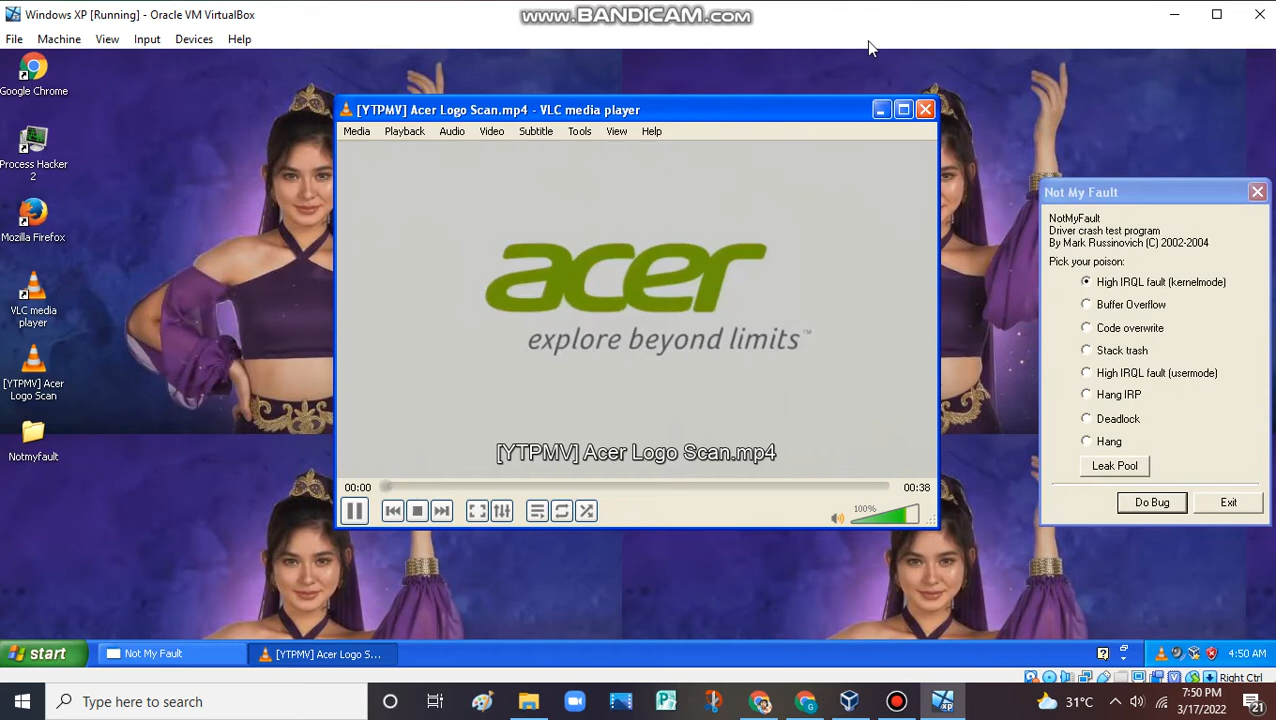 Windows XP [Running] - Oracle VM VirtualBox
www.BANDICAM.com
File Machine View Input Devices Help
Google Chrome
Process Hacker 2
Mozilla Firefox
VLC media player
[YTPMV] Acer Logo Scan
Notmyfault
[YTPMV] Acer Logo Scan.mp4 - VLC media player
Media Playback Audio Video Subtitle Tools View Help
acer
explore beyond limits™
[YTPMV] Acer Logo Scan.mp4
00:00
00:38
100%
Not My Fault
NotMyFault
Driver crash test program
By Mark Russinovich (C) 2002-2004
Pick your poison:
High IRQL fault (kernelmode)
Buffer Overflow
Code overwrite
Stack trash
High IRQL fault (usermode)
Hang IRP
Deadlock
Hang
Leak Pool
Do Bug Exit
start Not My Fault [YTPMV] Acer Logo S... 4:50 AM
Right Ctrl
Type here to search
31°C
7:50 PM
3/17/2022
21